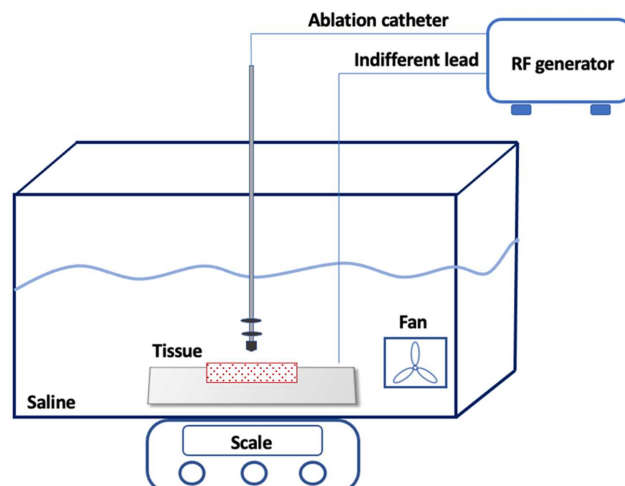 Ablation catheter
Indifferent lead
RF generator
Fan
Tissue
Saline
Scale